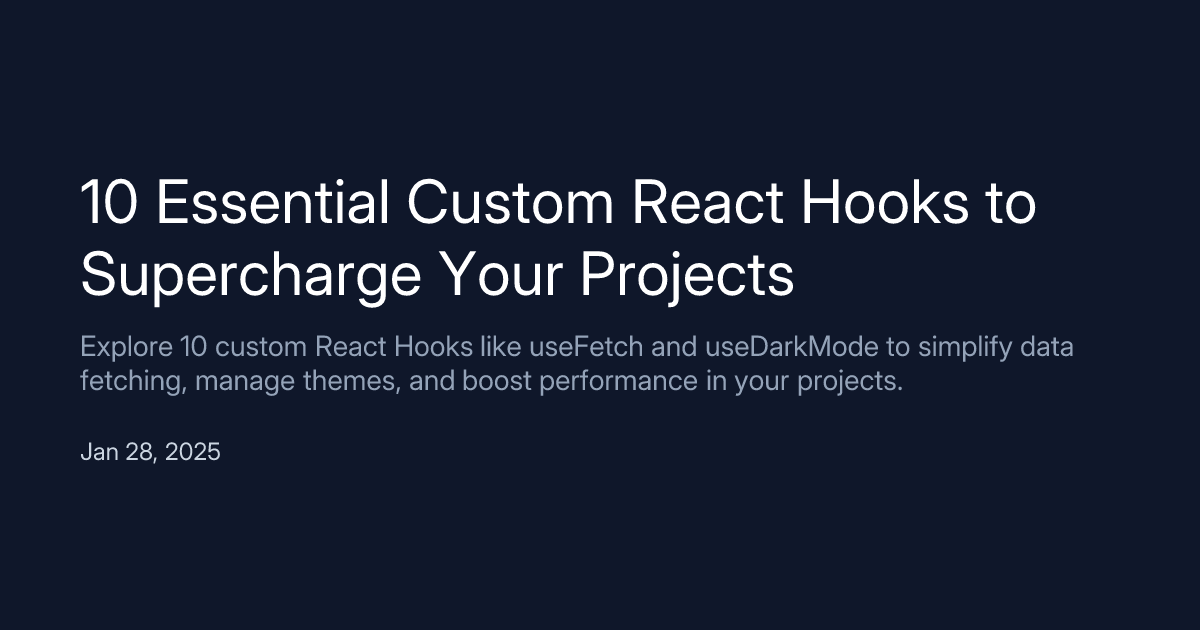 10 Essential Custom React Hooks to
Supercharge Your Projects
Explore 10 custom React Hooks like useFetch and useDarkMode to simplify data
fetching, manage themes, and boost performance in your projects.
Jan 28, 2025